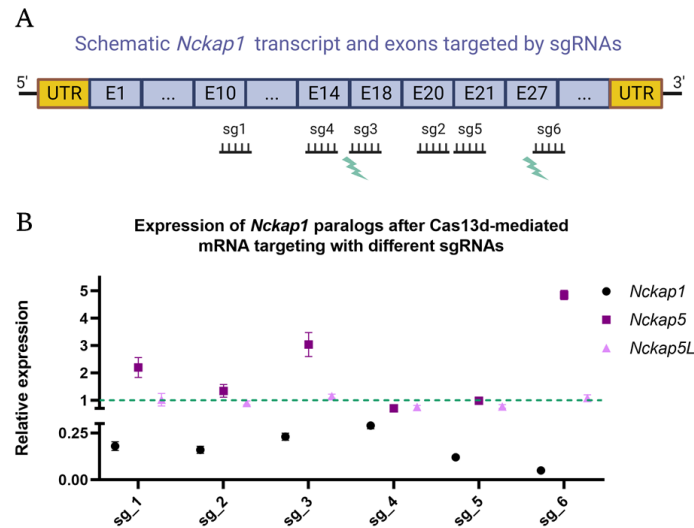 A
Schematic Nckap1 transcript and exons targeted by sgRNAs
5' UTR E1 ... E10 ... E14 E18 E20 E21 E27 ... UTR 3'
sg1 sg4 sg3 sg2 sg5 sg6
B
Expression of Nckap1 paralogs after Cas13d-mediated
mRNA targeting with different sgRNAs
Relative expression
5
4
3
2
1
0.25
0.00
sg_1 sg_2 sg_3 sg_4 sg_5 sg_6
Nckap1
Nckap5
Nckap5L